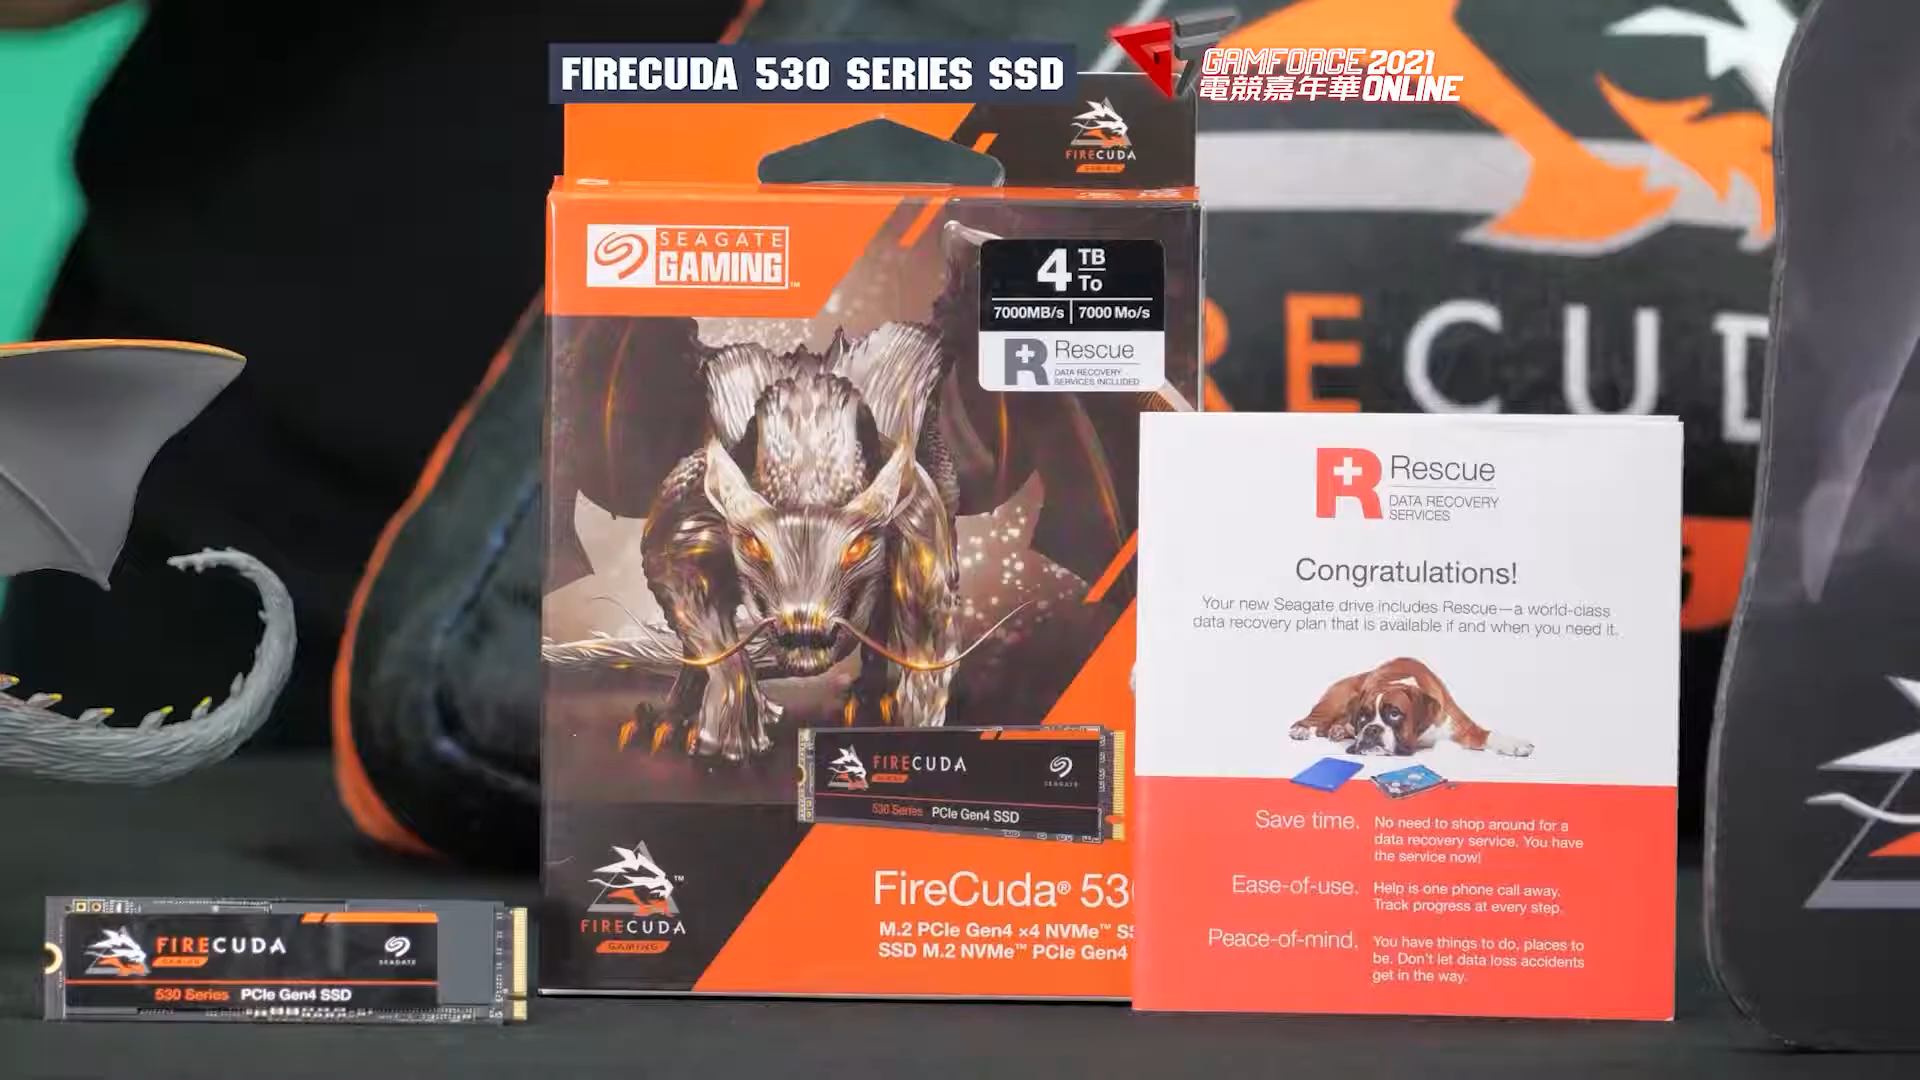 FIRECUDA 530 SERIES SSD
GAMFORCE 2021
電競嘉年華 ONLINE
FIRECUDA
SEAGATE
GAMING
4 TB
To
7000MB/s | 7000 Mo/s
Rescue
DATA RECOVERY
SERVICES INCLUDED
RECUD
Rescue
DATA RECOVERY
SERVICES
Congratulations!
Your new Seagate drive includes Rescue—a world-class
data recovery plan that is available if and when you need it.
Save time. No need to shop around for a
data recovery service. You have
the service now!
Ease-of-use. Help is one phone call away.
Track progress at every step.
Peace-of-mind. You have things to do, places to
be. Don't let data loss accidents
get in the way.
FIRECUDA
SEAGATE
530 Series PCIe Gen4 SSD
FireCuda® 53
M.2 PCIe Gen4 ×4 NVMe™ S
SSD M.2 NVMe™ PCIe Gen4
FIRECUDA™
GAMING
FIRECUDA
GAMING
SEAGATE
530 Series PCIe Gen4 SSD